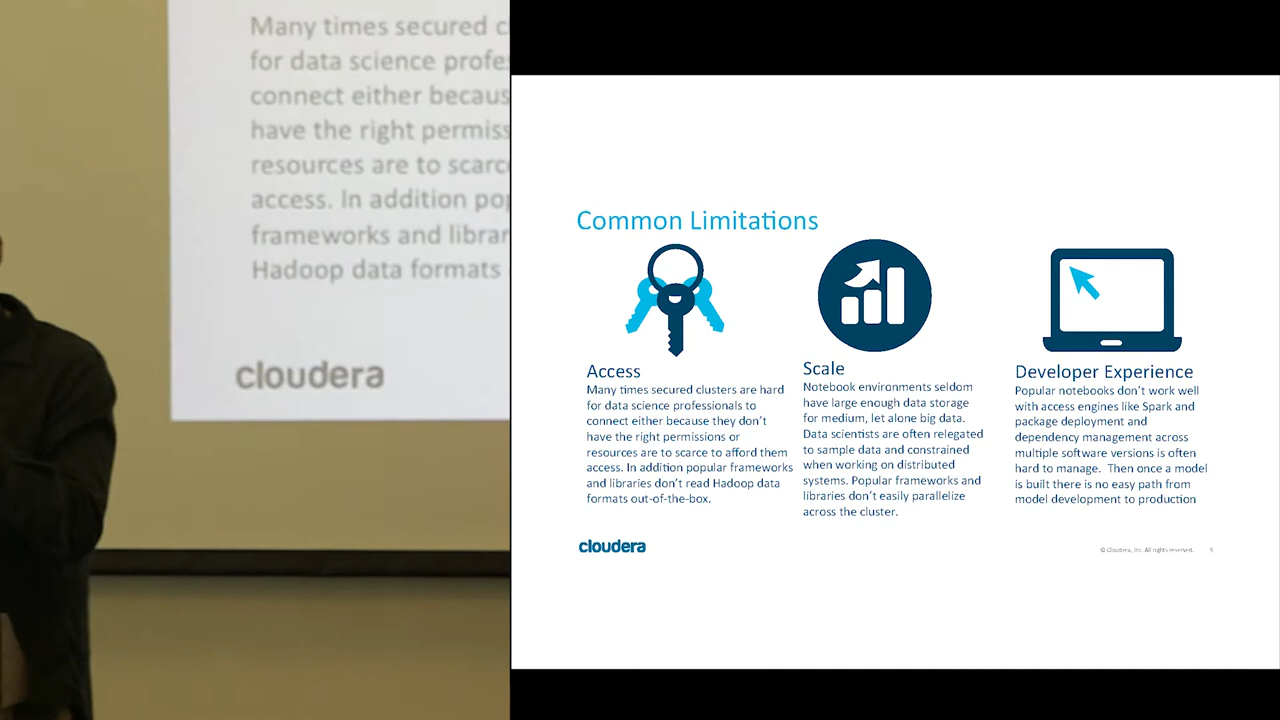 Many times secured c
for data science profe
connect either becaus
have the right permiss
resources are to scarc
access. In addition pop
frameworks and librar
Hadoop data formats
cloudera
Common Limitations
Access
Many times secured clusters are hard
for data science professionals to
connect either because they don't
have the right permissions or
resources are to scarce to afford them
access. In addition popular frameworks
and libraries don't read Hadoop data
formats out-of-the-box.
Scale
Notebook environments seldom
have large enough data storage
for medium, let alone big data.
Data scientists are often relegated
to sample data and constrained
when working on distributed
systems. Popular frameworks and
libraries don't easily parallelize
across the cluster.
Developer Experience
Popular notebooks don't work well
with access engines like Spark and
package deployment and
dependency management across
multiple software versions is often
hard to manage. Then once a model
is built there is no easy path from
model development to production
cloudera
© Cloudera, Inc. All rights reserved. 5